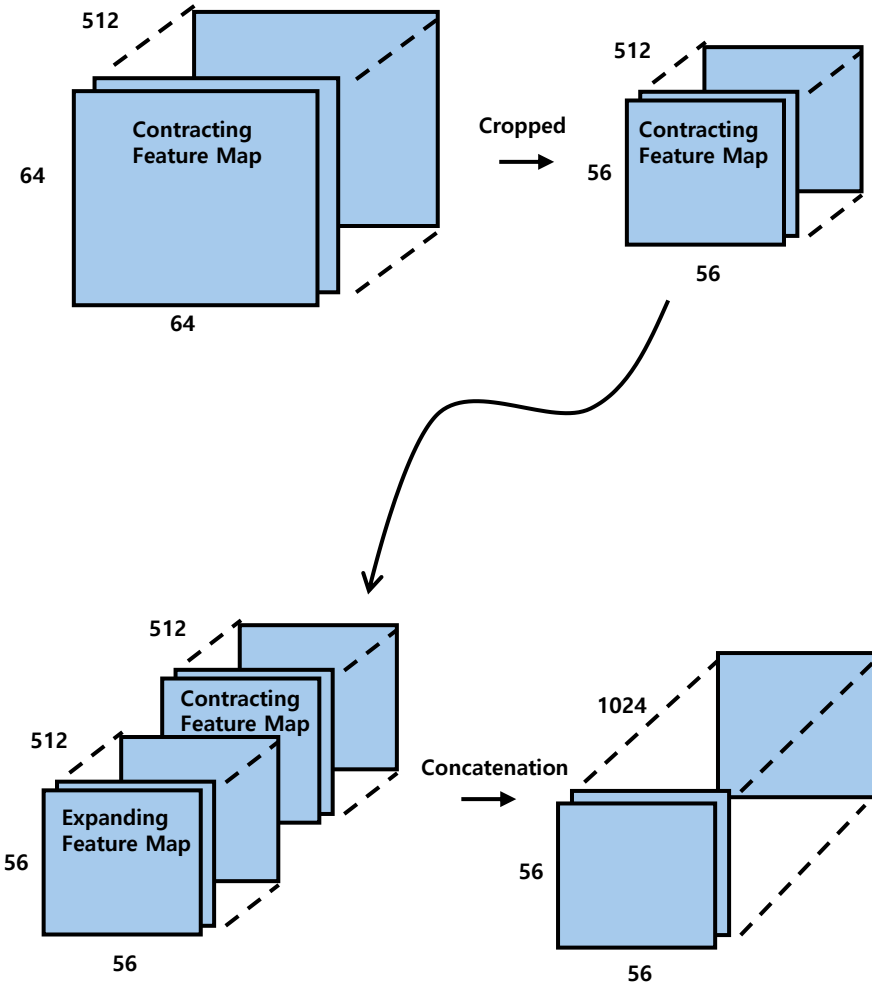 512
Contracting
Feature Map
64
64
Cropped
512
Contracting
Feature Map
56
56
512
Contracting
Feature Map
512
Expanding
Feature Map
56
56
Concatenation
1024
56
56